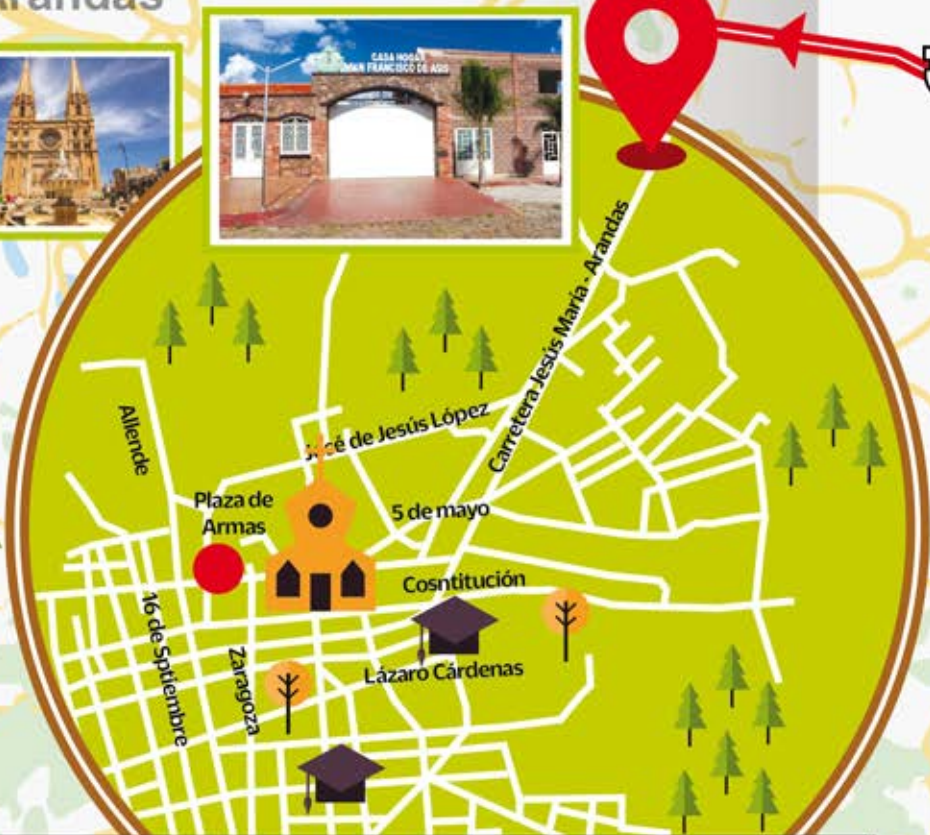 Arandas
CASA HOGAR
SAN FRANCISCO DE ASIS
Carretera Jesús María - Arandas
Allende
José de Jesús López
Plaza de
Armas
5 de mayo
Cosntitución
16 de Sptiembre
Zaragoza
Lázaro Cárdenas